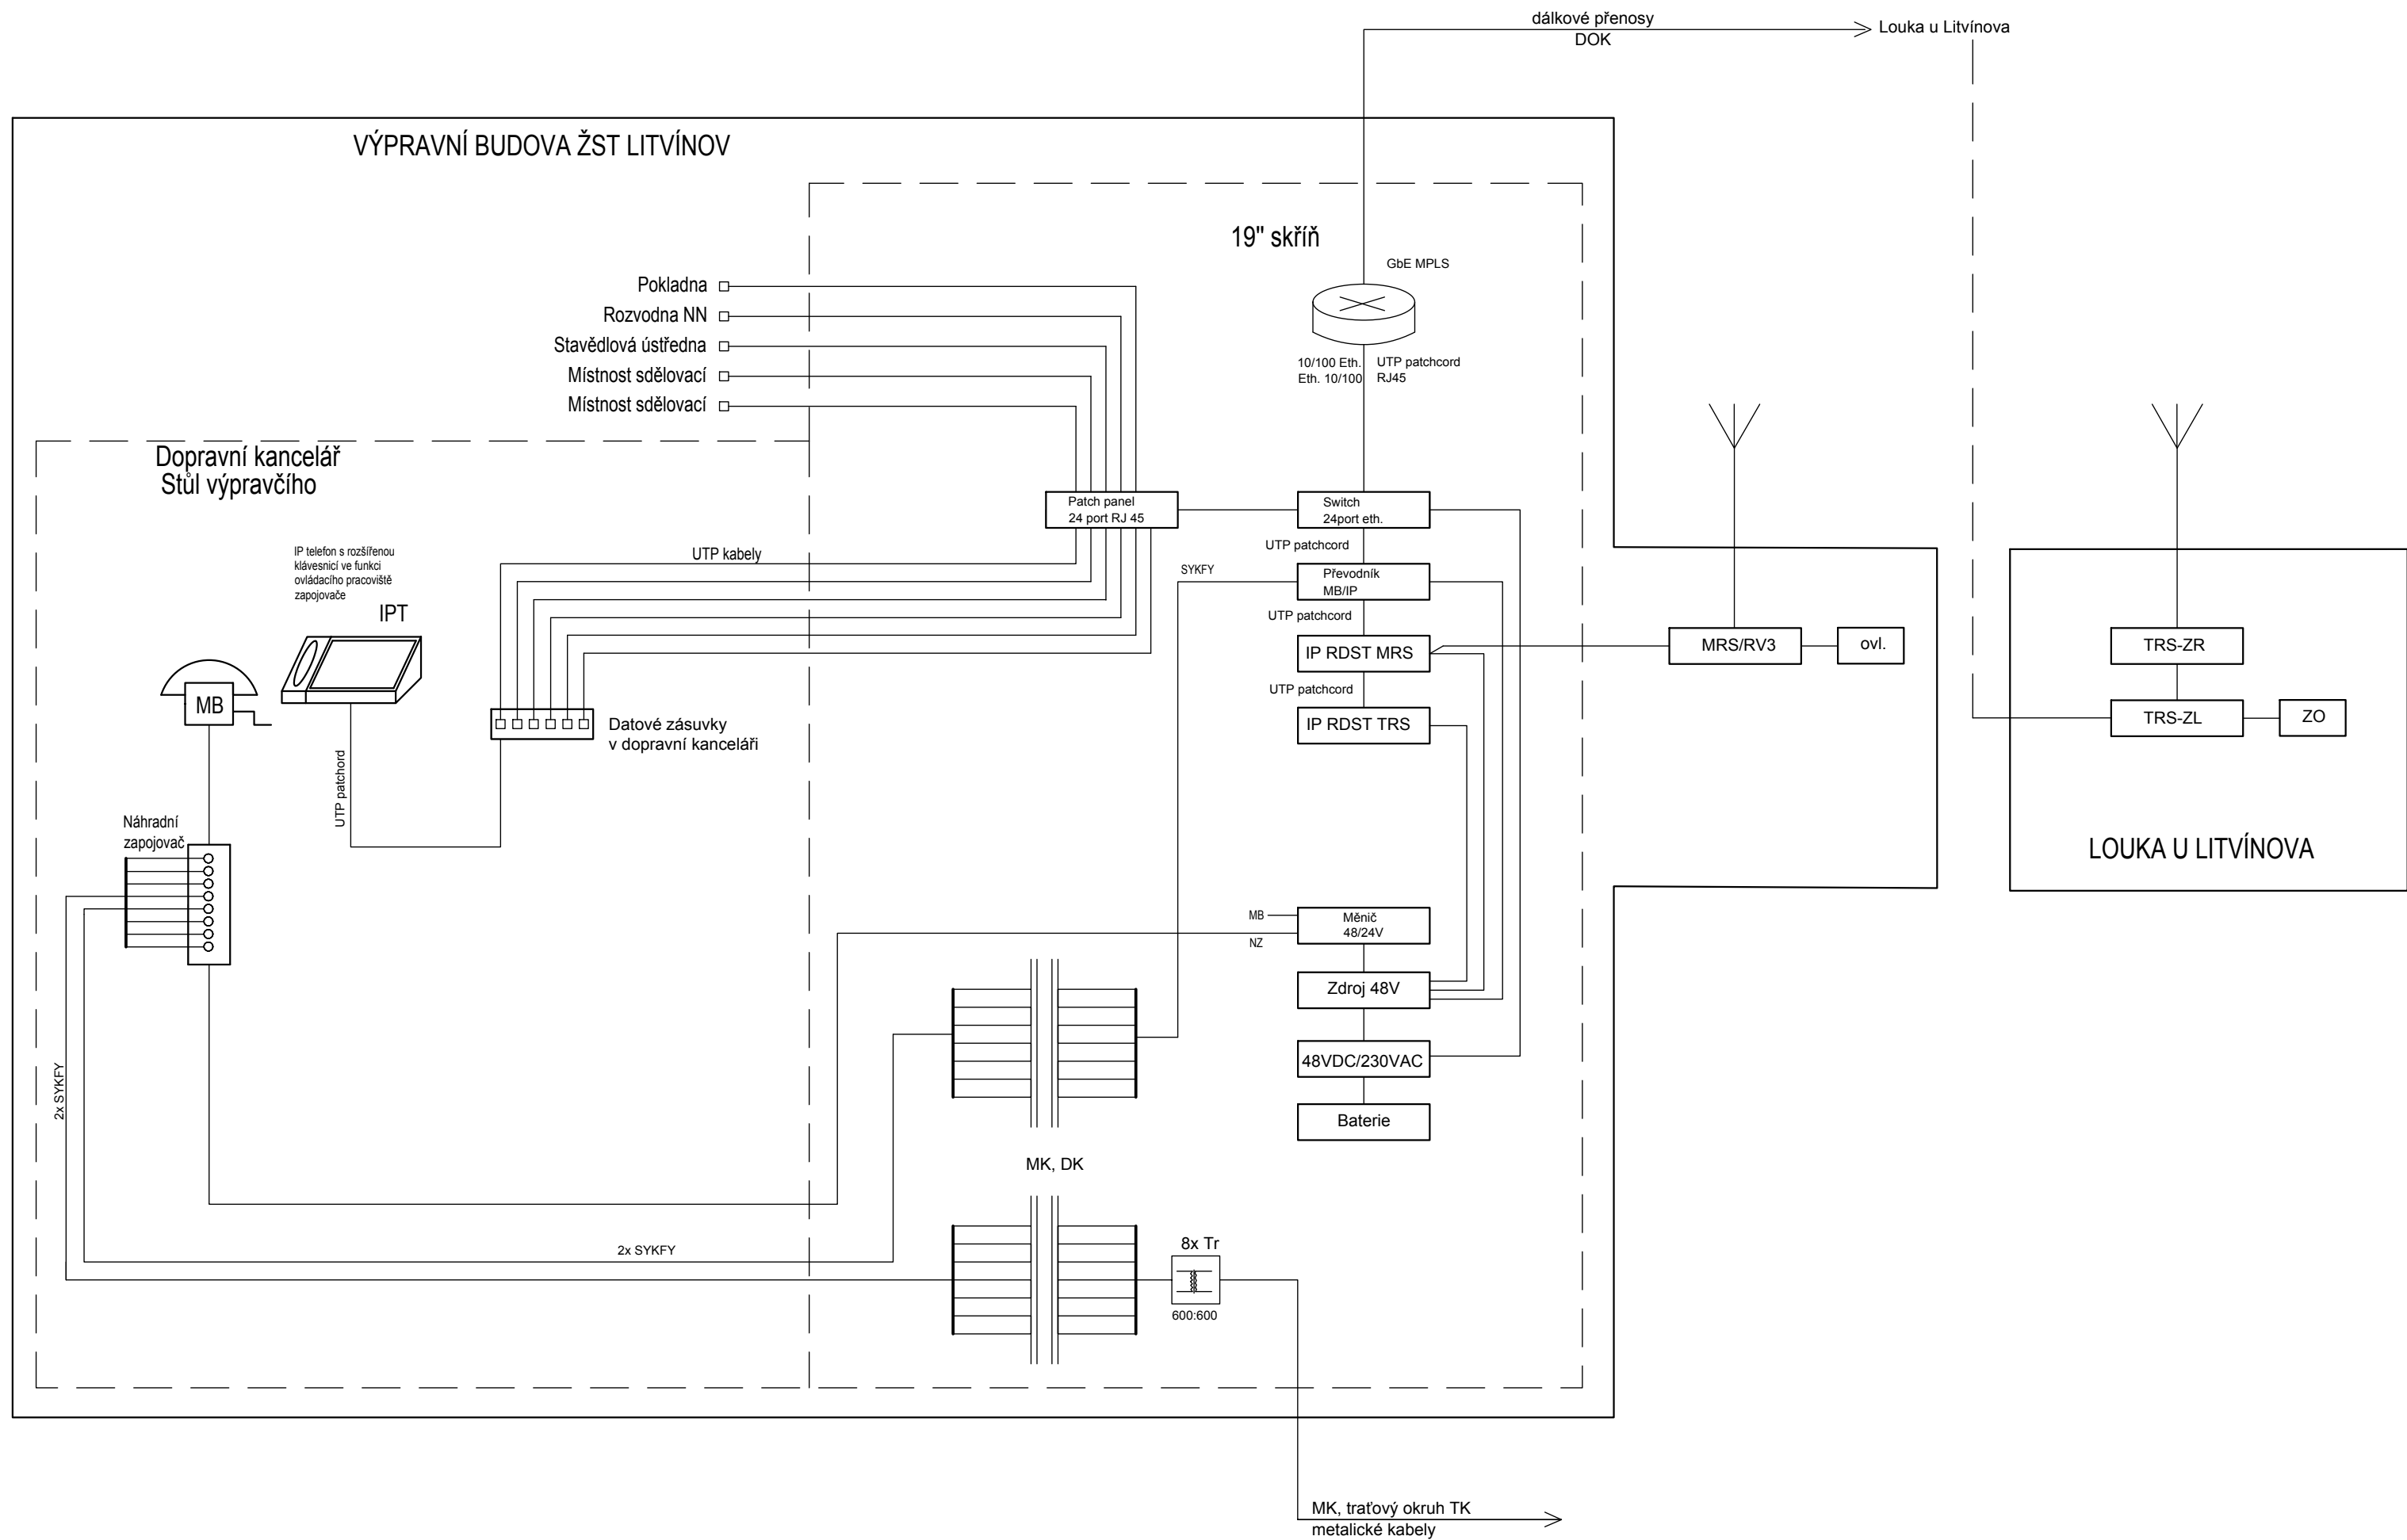 dálkové přenosy
DOK
Louka u Litvínova
VÝPRAVNÍ BUDOVA ŽST LITVÍNOV
19" skříň
GbE MPLS
Pokladna
Rozvodna NN
Stavědlová ústředna
Místnost sdělovací
Místnost sdělovací
10/100 Eth.
Eth. 10/100
UTP patchcord
RJ45
Dopravní kancelář
Stůl výpravčího
Patch panel
24 port RJ 45
Switch
24port eth.
IP telefon s rozšířenou
klávesnicí ve funkci
ovládacího pracoviště
zapojovače
IPT
UTP kabely
UTP patchcord
SYKFY
Převodník
MB/IP
UTP patchcord
IP RDST MRS
MRS/RV3
ovl.
TRS-ZR
UTP patchcord
IP RDST TRS
TRS-ZL
ZO
MB
Datové zásuvky
v dopravní kanceláři
UTP patchord
Náhradní
zapojovač
LOUKA U LITVÍNOVA
MB
NZ
Měnič
48/24V
Zdroj 48V
48VDC/230VAC
Baterie
2x SYKFY
MK, DK
2x SYKFY
8x Tr
600:600
MK, traťový okruh TK
metalické kabely